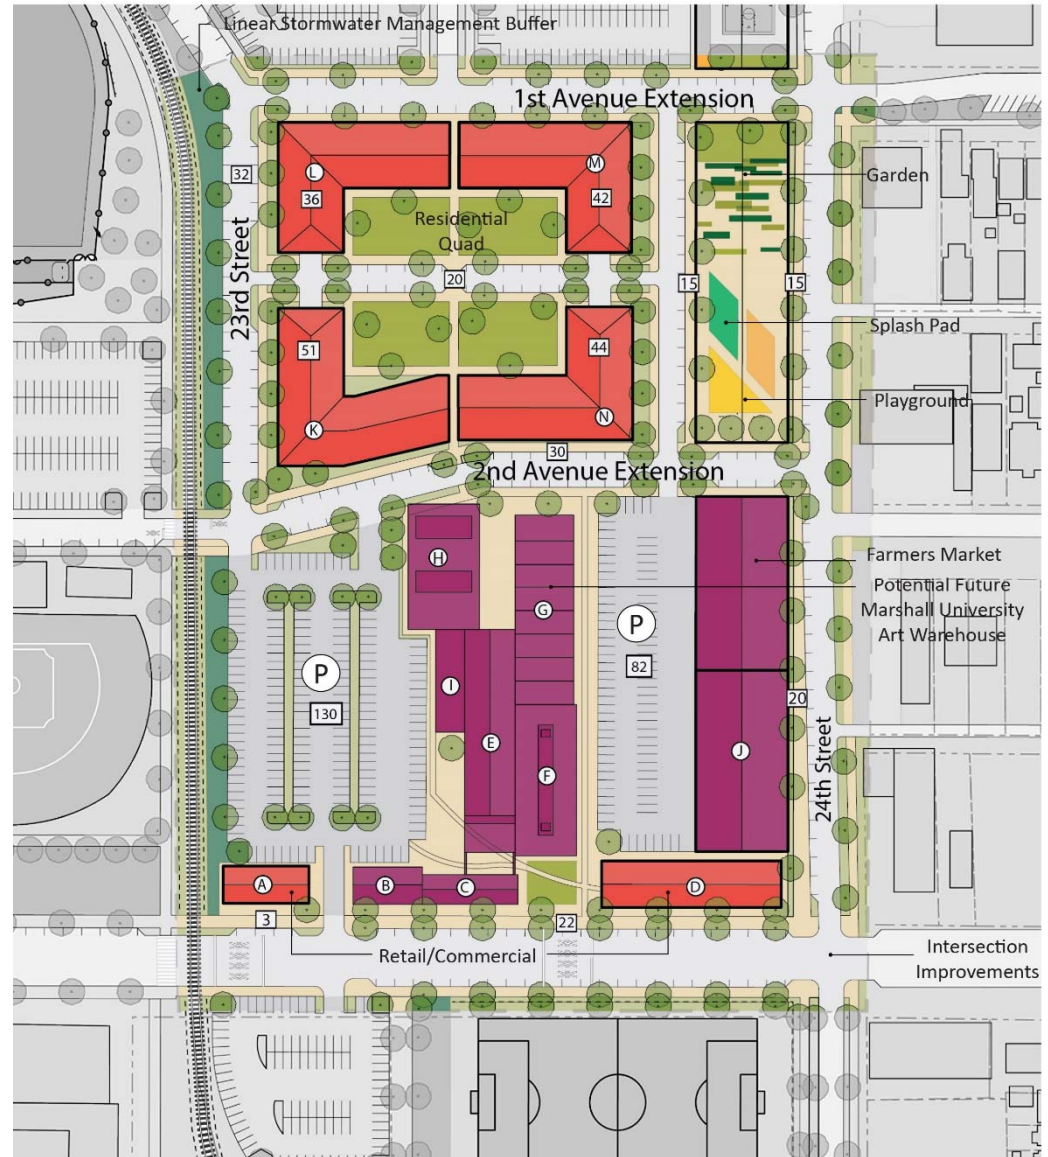 Linear Stormwater Management Buffer
1st Avenue Extension
32
L
M
Garden
36
42
Residential
Quad
23rd Street
20
15
15
Splash Pad
51
44
Playground
K
N
30
2nd Avenue Extension
H
Farmers Market
Potential Future
Marshall University
Art Warehouse
G
P
82
I
P
130
E
F
J
20
24th Street
A
B
C
D
3
22
Retail/Commercial
Intersection
Improvements